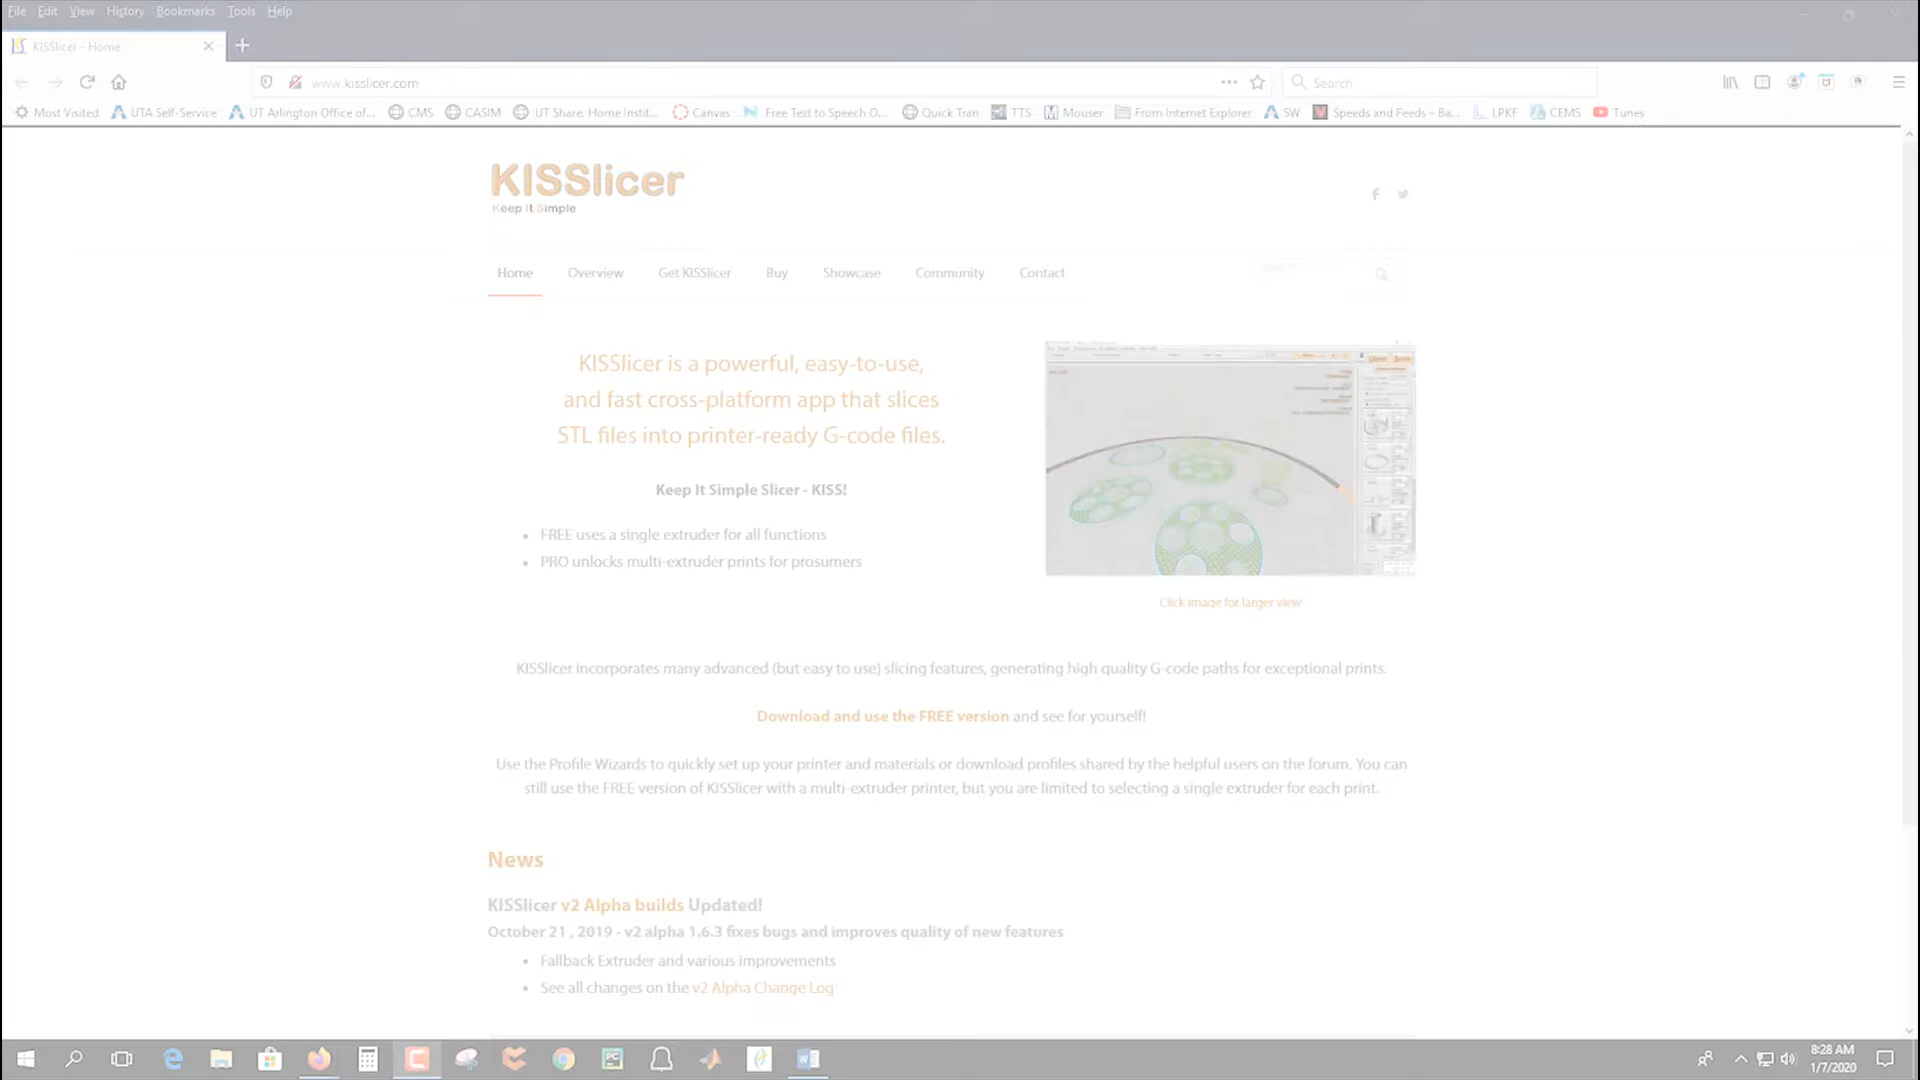 File Edit View History Bookmarks Tools Help
KISSlicer - Home
www.kisslicer.com
Search
Most Visited UTA Self-Service UT Arlington Office of... CMS CASIM UT Share: Home Instit... Canvas Free Text to Speech O... Quick Tran TTS Mouser From Internet Explorer SW Speeds and Feeds – Ba... LPKF CEMS Tunes
KISSlicer
Keep It Simple
Home Overview Get KISSlicer Buy Showcase Community Contact
KISSlicer is a powerful, easy-to-use,
and fast cross-platform app that slices
STL files into printer-ready G-code files.
Keep It Simple Slicer - KISS!
• FREE uses a single extruder for all functions
• PRO unlocks multi-extruder prints for prosumers
Open Save
Click image for larger view
KISSlicer incorporates many advanced (but easy to use) slicing features, generating high quality G-code paths for exceptional prints.
Download and use the FREE version and see for yourself!
Use the Profile Wizards to quickly set up your printer and materials or download profiles shared by the helpful users on the forum. You can
still use the FREE version of KISSlicer with a multi-extruder printer, but you are limited to selecting a single extruder for each print.
News
KISSlicer v2 Alpha builds Updated!
October 21 , 2019 - v2 alpha 1.6.3 fixes bugs and improves quality of new features
• Fallback Extruder and various improvements
• See all changes on the v2 Alpha Change Log
8:28 AM
1/7/2020